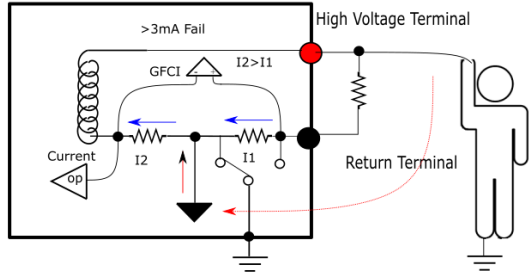 High Voltage Terminal
>3mA Fail
I2>I1
GFCI
- +
Current
op
I2
I1
Return Terminal